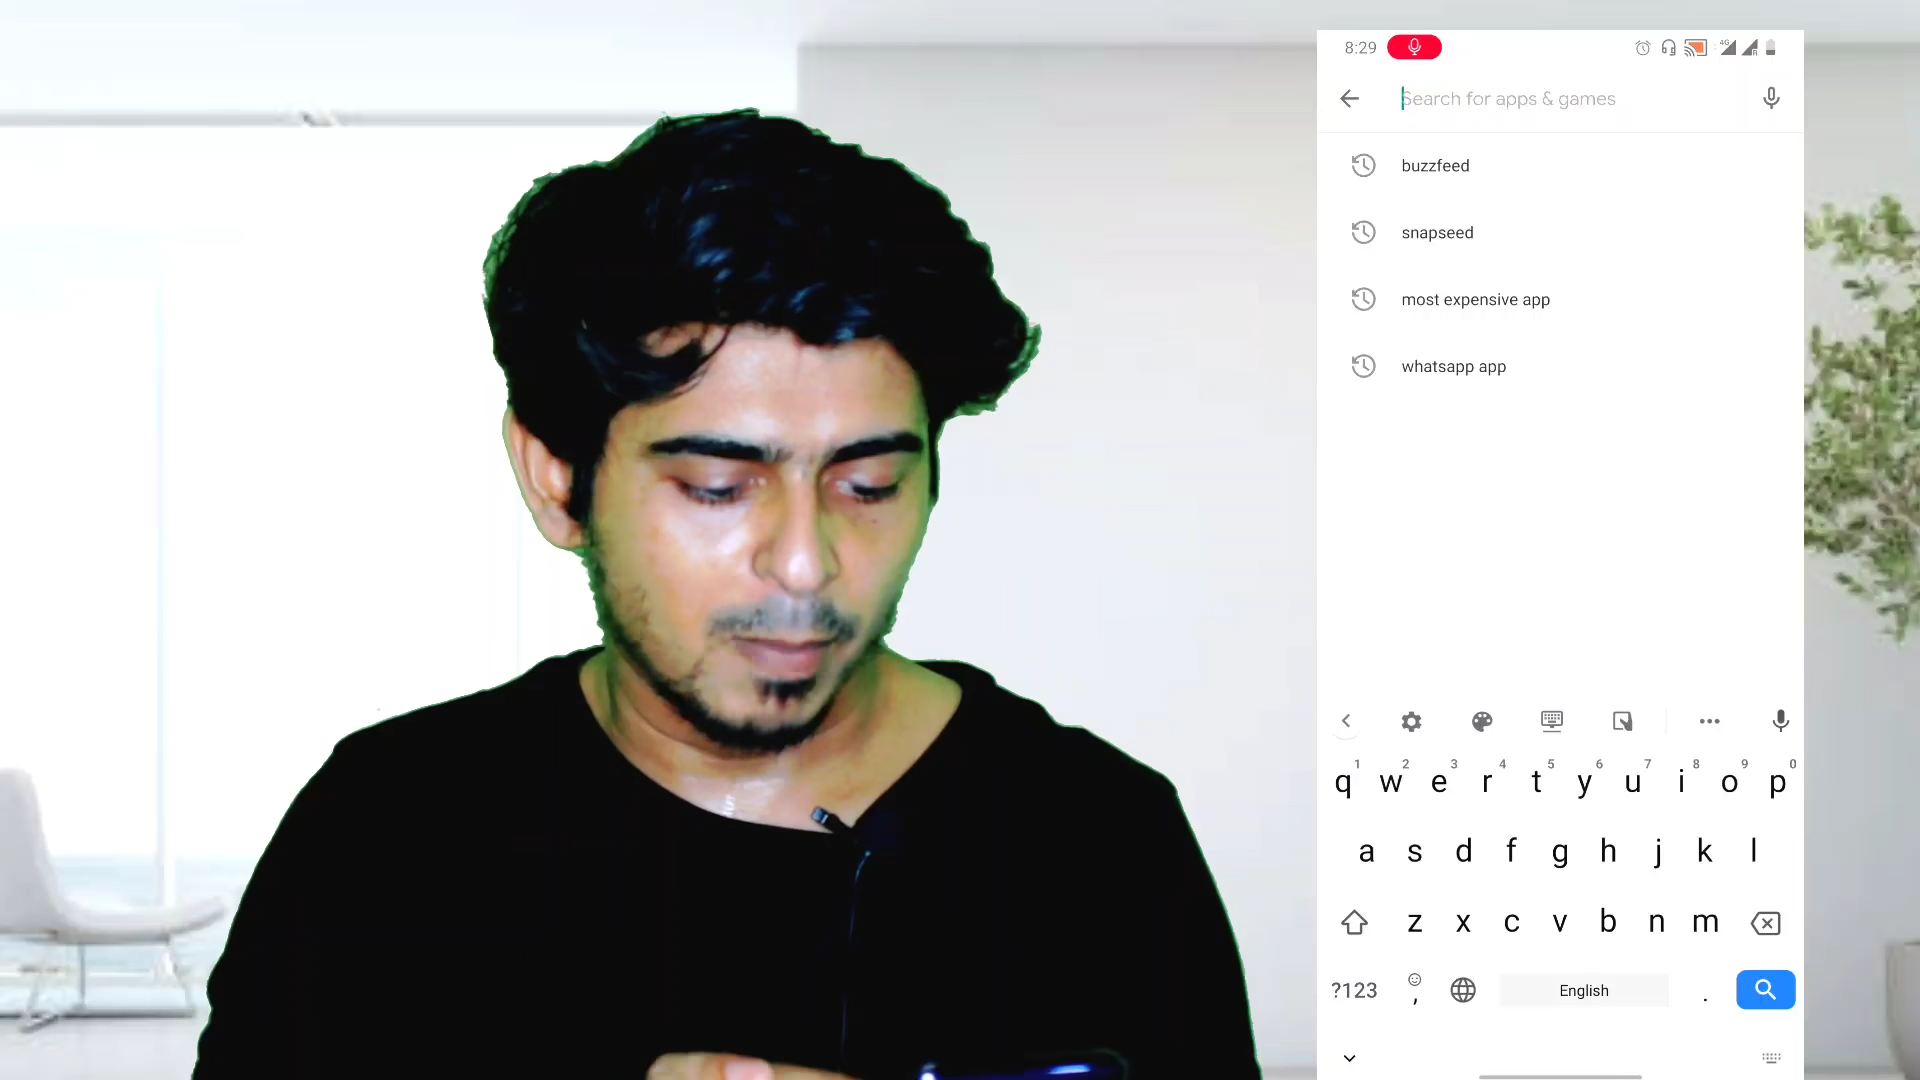 8:29
4G
R
Search for apps & games
buzzfeed
snapseed
most expensive app
whatsapp app
1 2 3 4 5 6 7 8 9 0
q w e r t y u i o p
a s d f g h j k l
z x c v b n m
?123 , English .